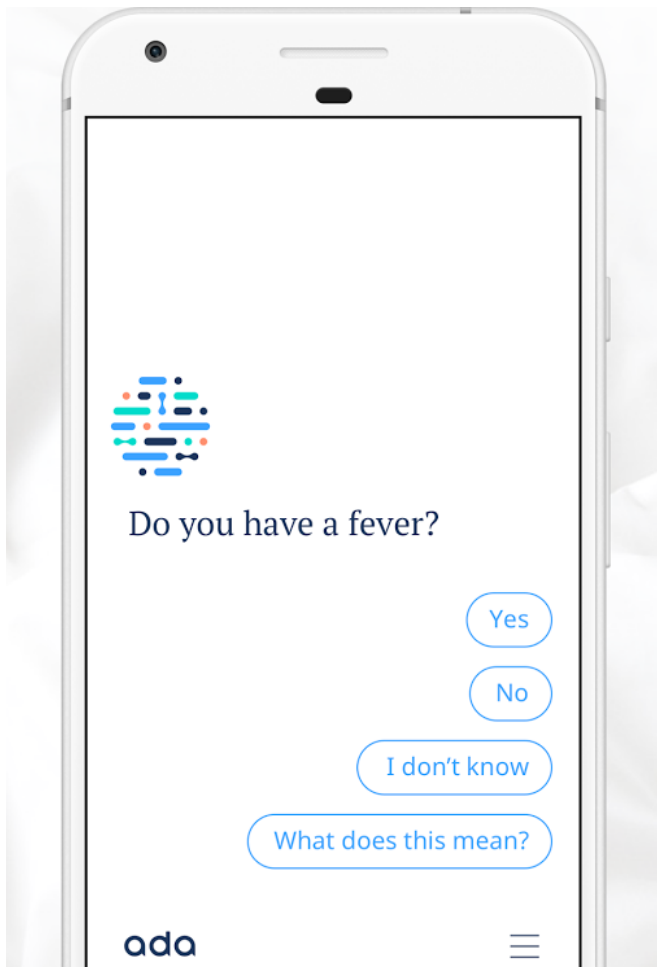 Do you have a fever?
Yes
No
I don't know
What does this mean?
ada